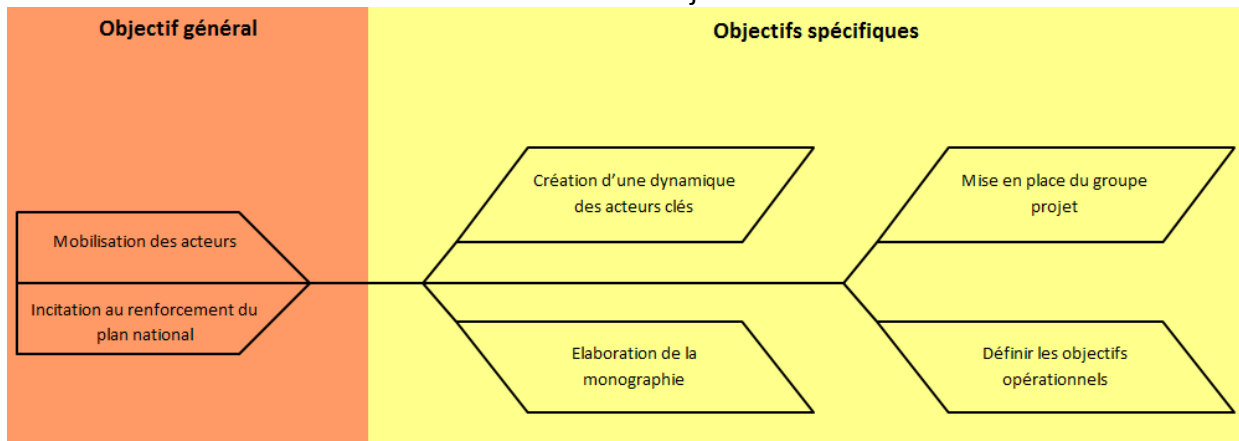 Objectif général
Objectifs spécifiques
Création d'une dynamique
des acteurs clés
Mise en place du groupe
projet
Mobilisation des acteurs
Incitation au renforcement du
plan national
Elaboration de la
monographie
Définir les objectifs
opérationnels